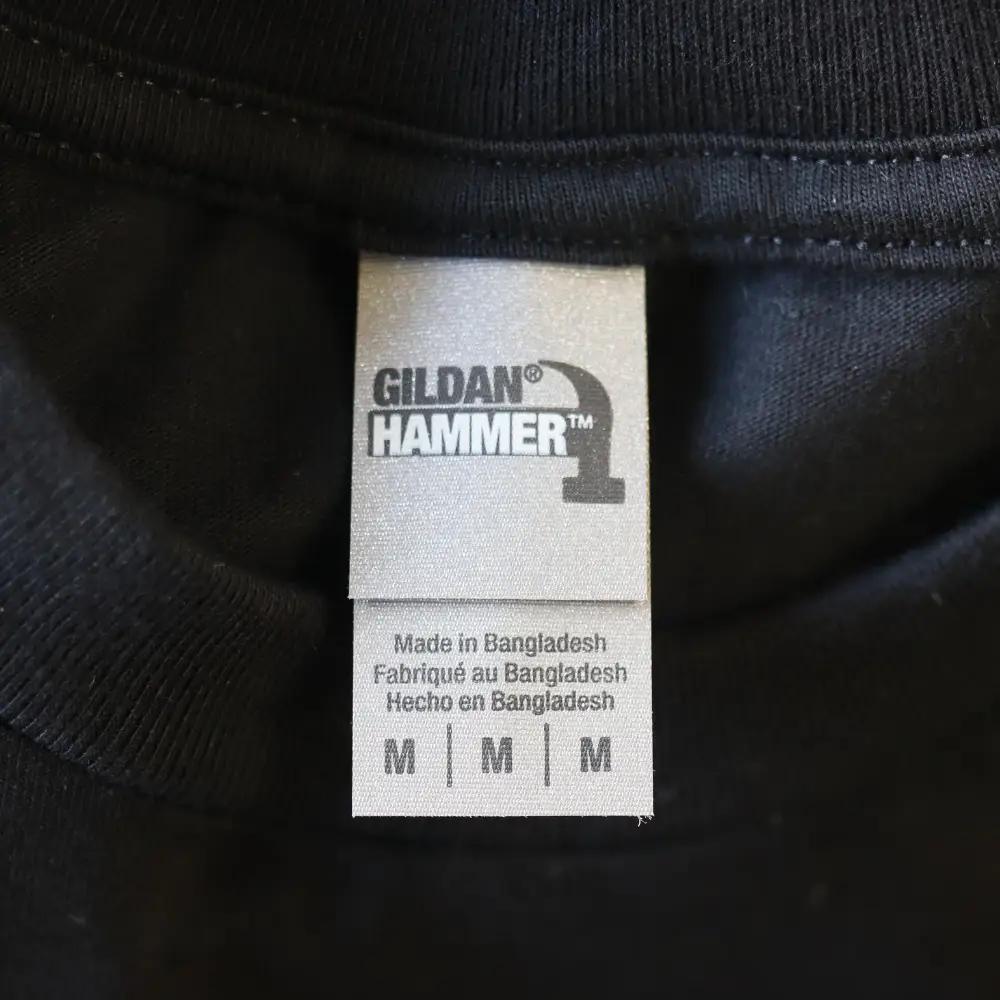 GILDAN®
HAMMER™
Made in Bangladesh
Fabriqué au Bangladesh
Hecho en Bangladesh
M | M | M